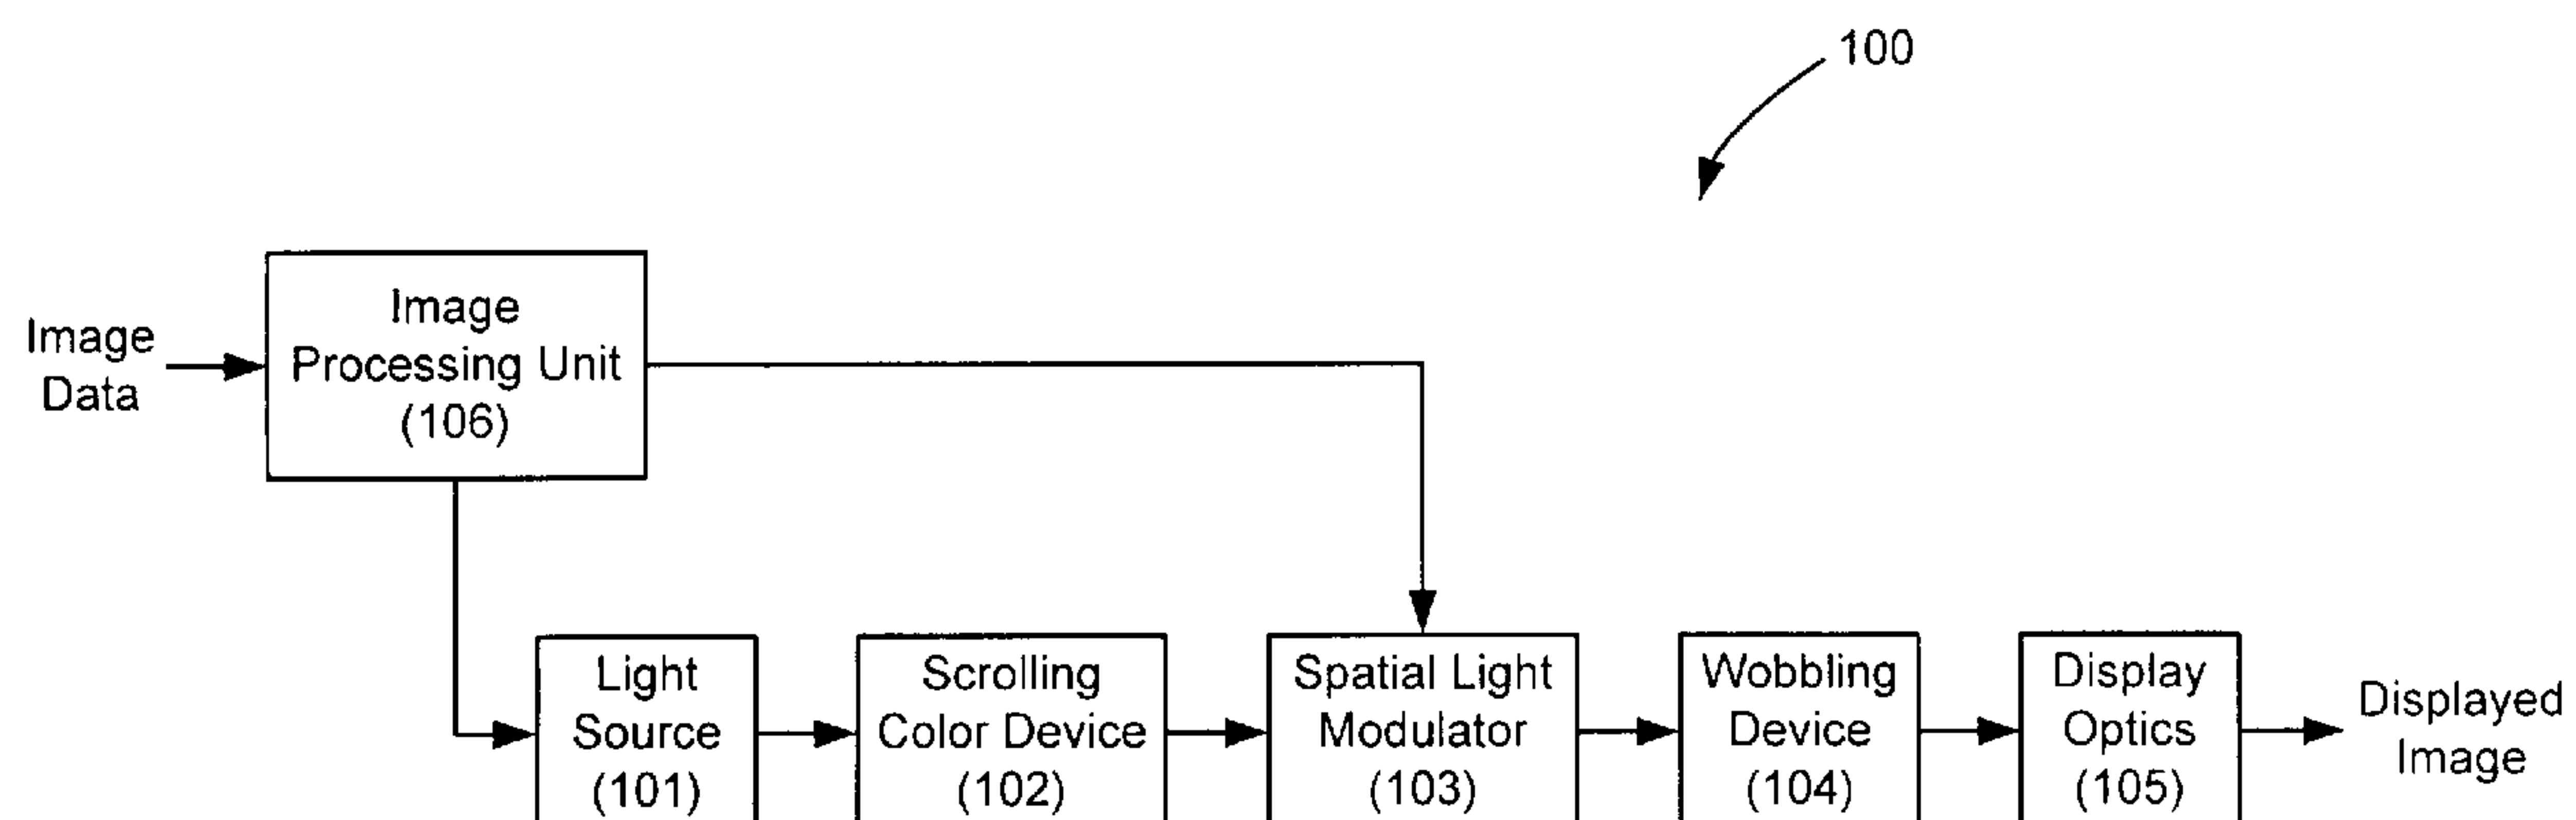 100
Image
Data
Image
Processing Unit
(106)
Light
Source
(101)
Scrolling
Color Device
(102)
Spatial Light
Modulator
(103)
Wobbling
Device
(104)
Display
Optics
(105)
Displayed
Image